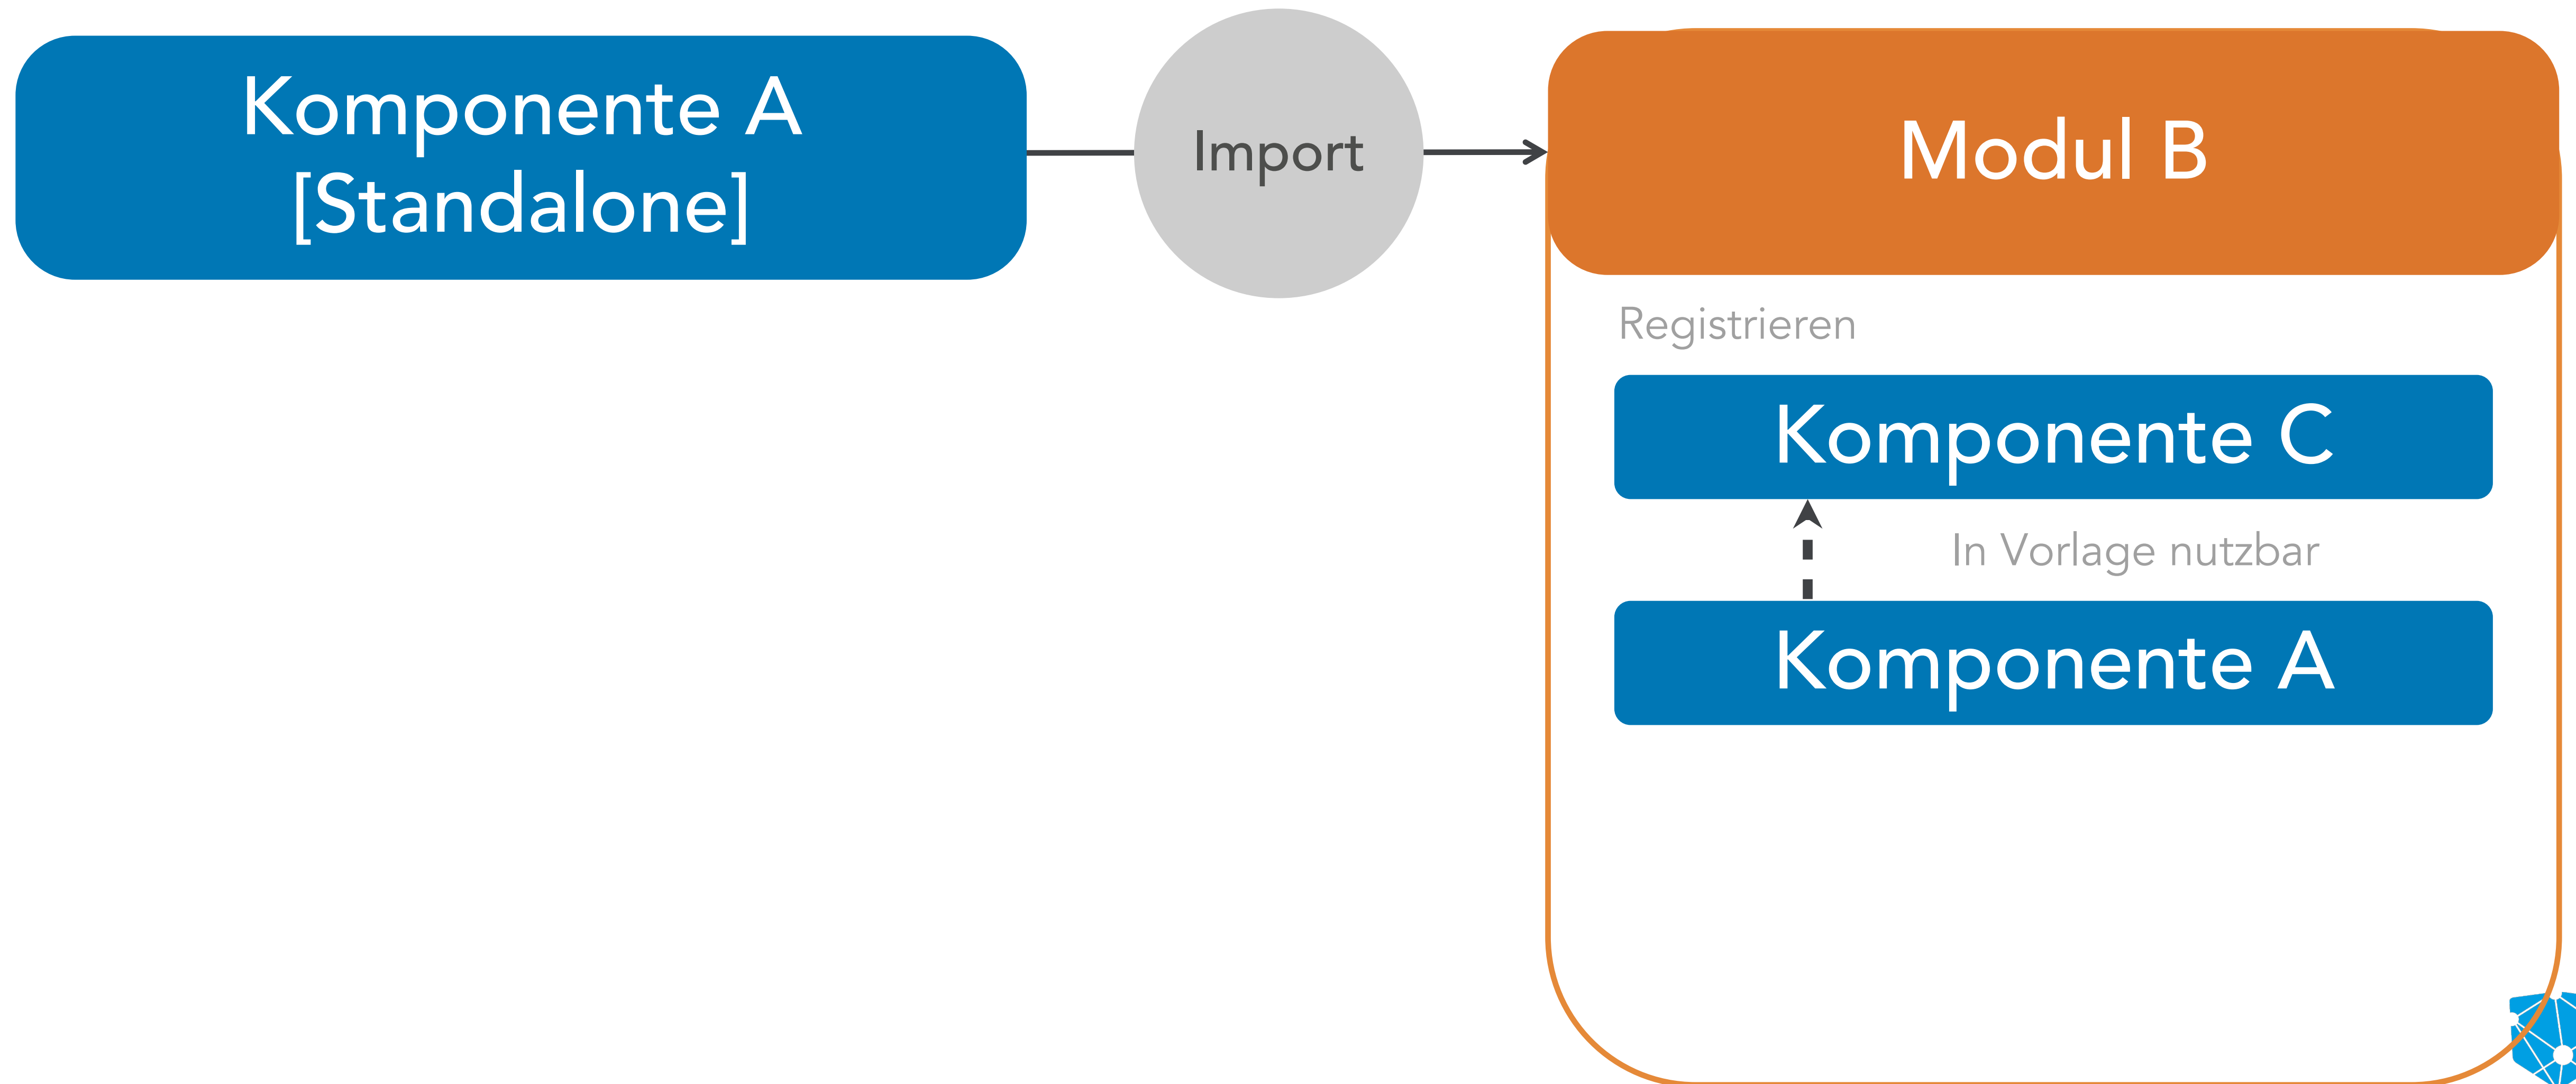 Komponente A
[Standalone]
Import
Modul B
Registrieren
Komponente C
In Vorlage nutzbar
Komponente A